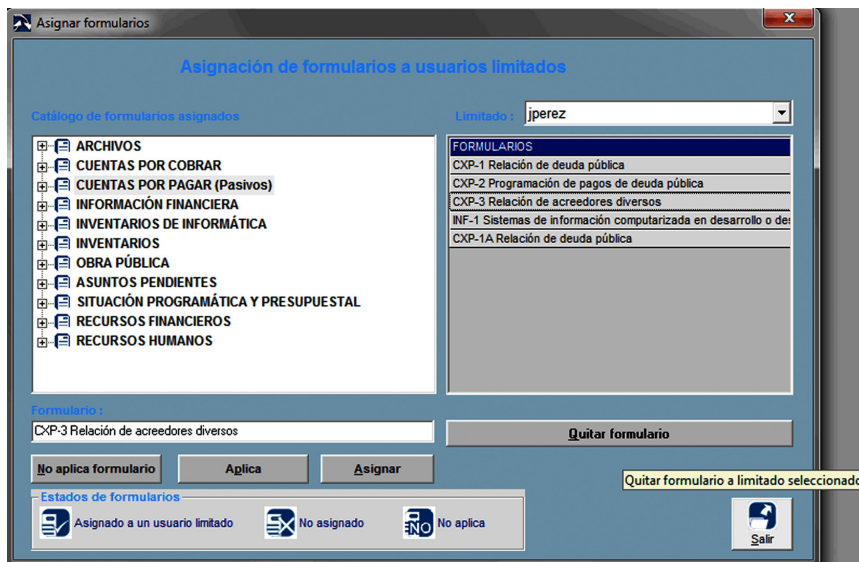 Asignar formularios
Asignación de formularios a usuarios limitados
Catálogo de formularios asignados
Limitado :
jperez
ARCHIVOS
CUENTAS POR COBRAR
CUENTAS POR PAGAR (Pasivos)
INFORMACIÓN FINANCIERA
INVENTARIOS DE INFORMÁTICA
INVENTARIOS
OBRA PÚBLICA
ASUNTOS PENDIENTES
SITUACIÓN PROGRAMÁTICA Y PRESUPUESTAL
RECURSOS FINANCIEROS
RECURSOS HUMANOS
FORMULARIOS
CXP-1 Relación de deuda pública
CXP-2 Programación de pagos de deuda pública
CXP-3 Relación de acreedores diversos
INF-1 Sistemas de información computarizada en desarrollo o des
CXP-1A Relación de deuda pública
Formulario :
CXP-3 Relación de acreedores diversos
Quitar formulario
No aplica formulario
Aplica
Asignar
Quitar formulario a limitado seleccionado
Estados de formularios
Asignado a un usuario limitado
No asignado
NO
No aplica
Salir